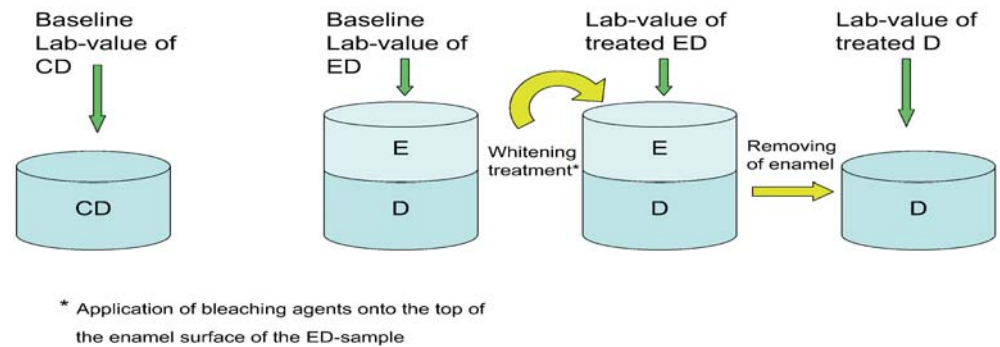 Baseline
Lab-value of
CD
Baseline
Lab-value of
ED
Lab-value of
treated ED
Lab-value of
treated D
CD
E
D
Whitening
treatment*
E
D
Removing
of enamel
D
* Application of bleaching agents onto the top of
the enamel surface of the ED-sample